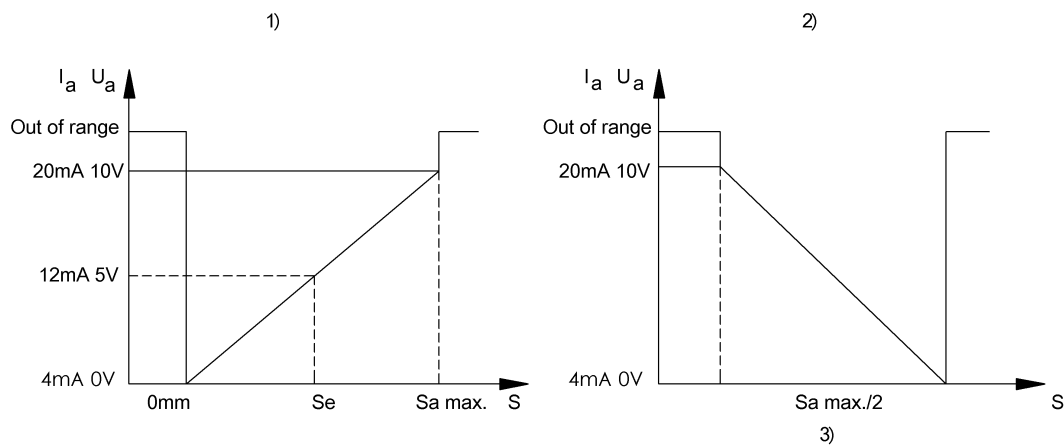 1) 2)
I a U a I a U a
Out of range Out of range
20mA 10V 20mA 10V
12mA 5V
4mA 0V 4mA 0V
0mm Se Sa max. S Sa max./2 S
3)